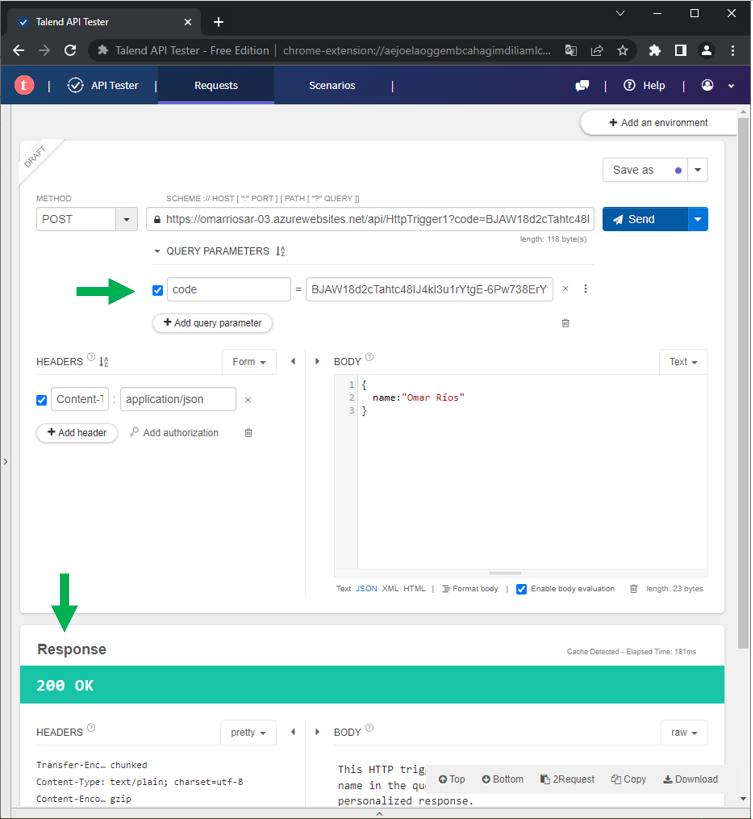 Talend API Tester
Talend API Tester - Free Edition | chrome-extension://aejoelaoggembcahagimdiliamlc...
t | API Tester | Requests Scenarios | Help
+ Add an environment
DRAFT
Save as
METHOD SCHEME :// HOST [ ":" PORT ] [ PATH [ "?" QUERY ]]
POST https://omarriosar-03.azurewebsites.net/api/HttpTrigger1?code=BJAW18d2cTahtc48I Send
length: 118 byte(s)
QUERY PARAMETERS
code = BJAW18d2cTahtc48IJ4kI3u1rYtgE-6Pw738ErY
+ Add query parameter
HEADERS ? Form BODY ? Text
Content-T : application/json
+ Add header Add authorization
1 {
2 name:"Omar Ríos"
3 }
Text JSON XML HTML | Format body | Enable body evaluation length: 23 bytes
Response
Cache Detected - Elapsed Time: 181ms
200 OK
HEADERS ? pretty BODY ? raw
Transfer-Enc… chunked
Content-Type: text/plain; charset=utf-8
Content-Enco… gzip
This HTTP trig
name in the qu
personalized response.
Top Bottom 2Request Copy Download